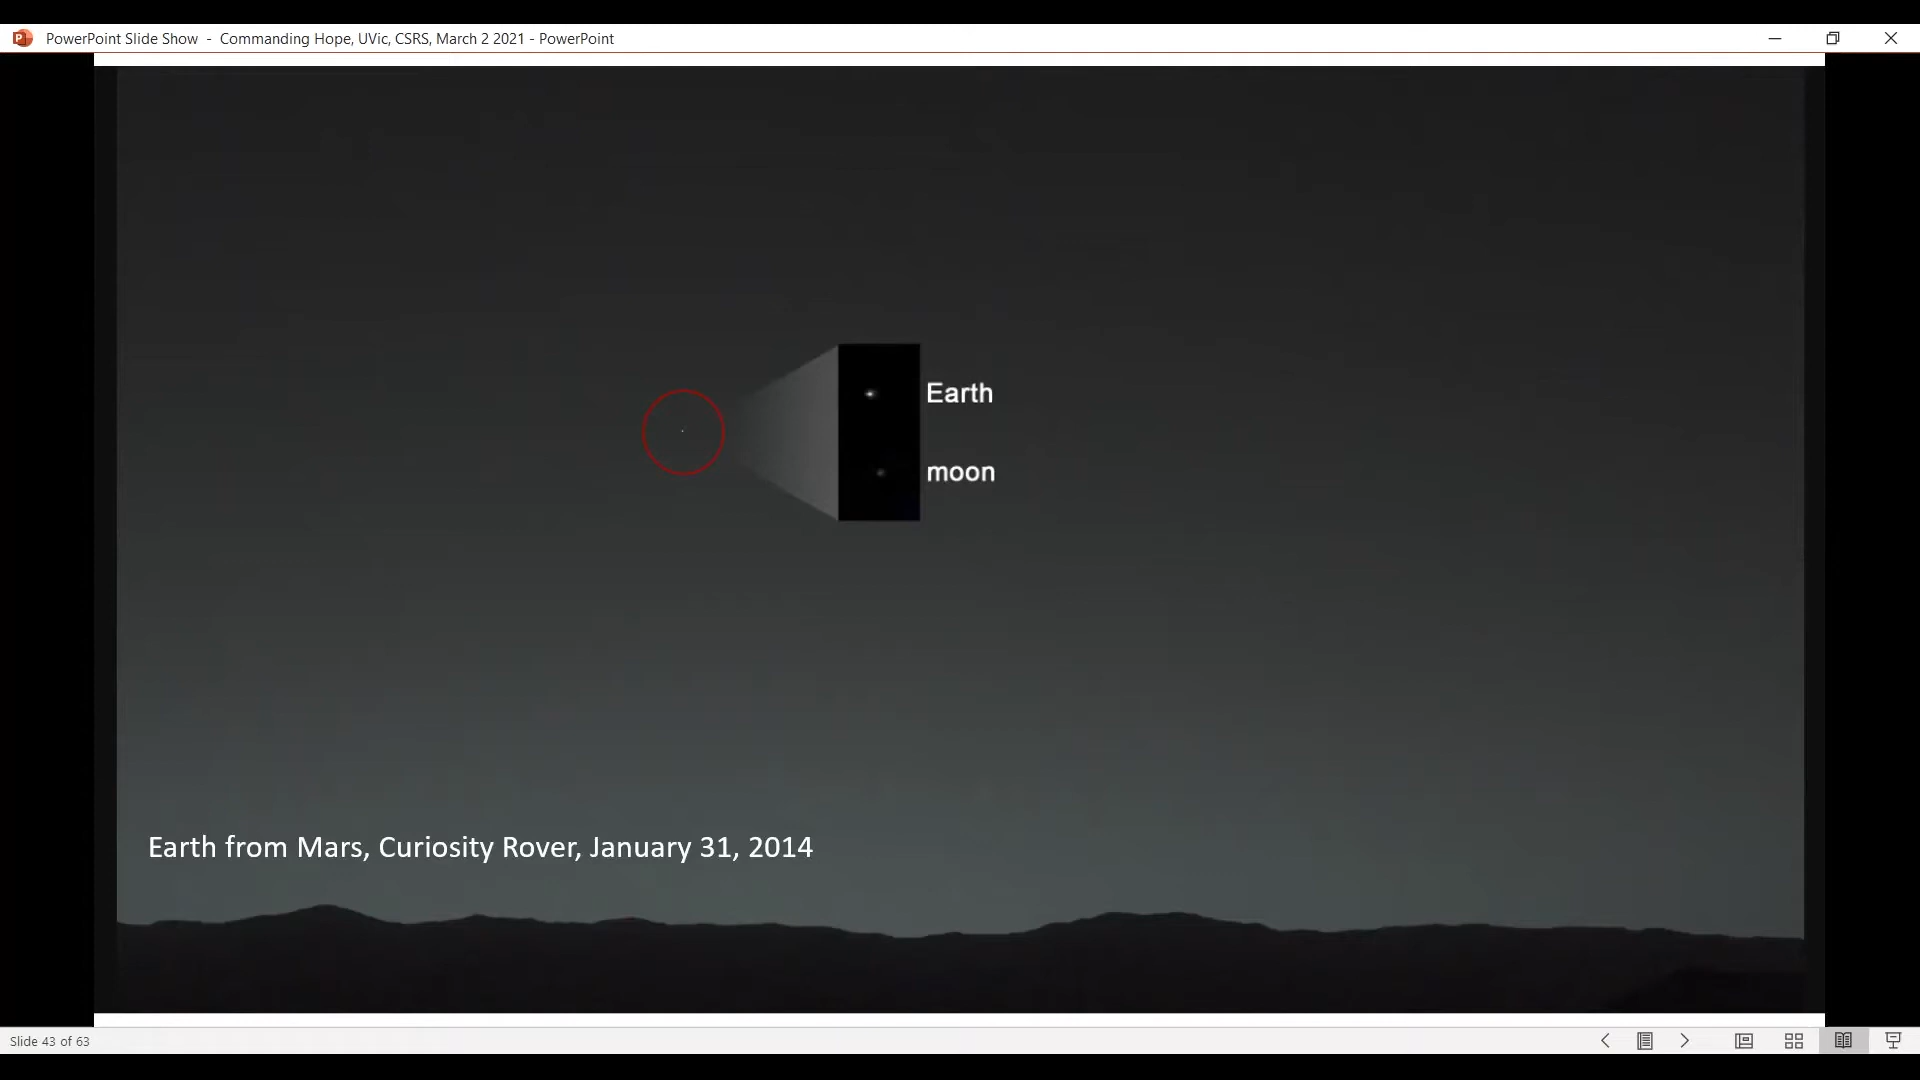 PowerPoint Slide Show - Commanding Hope, UVic, CSRS, March 2 2021 - PowerPoint
Earth
moon
Earth from Mars, Curiosity Rover, January 31, 2014
Slide 43 of 63